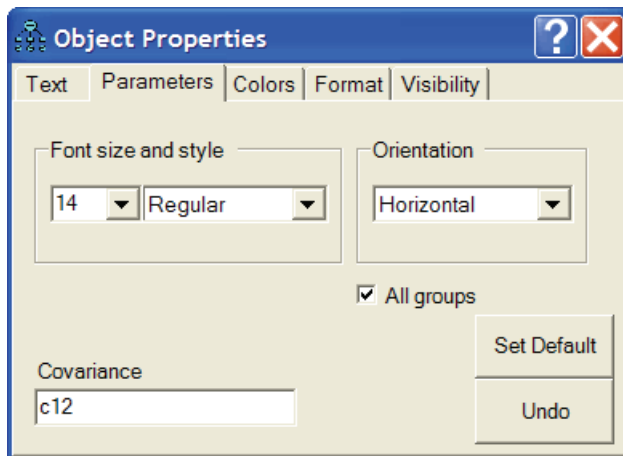 Object Properties
Text Parameters Colors Format Visibility
Font size and style Orientation
14 Regular Horizontal
All groups
Set Default
Covariance
c12
Undo